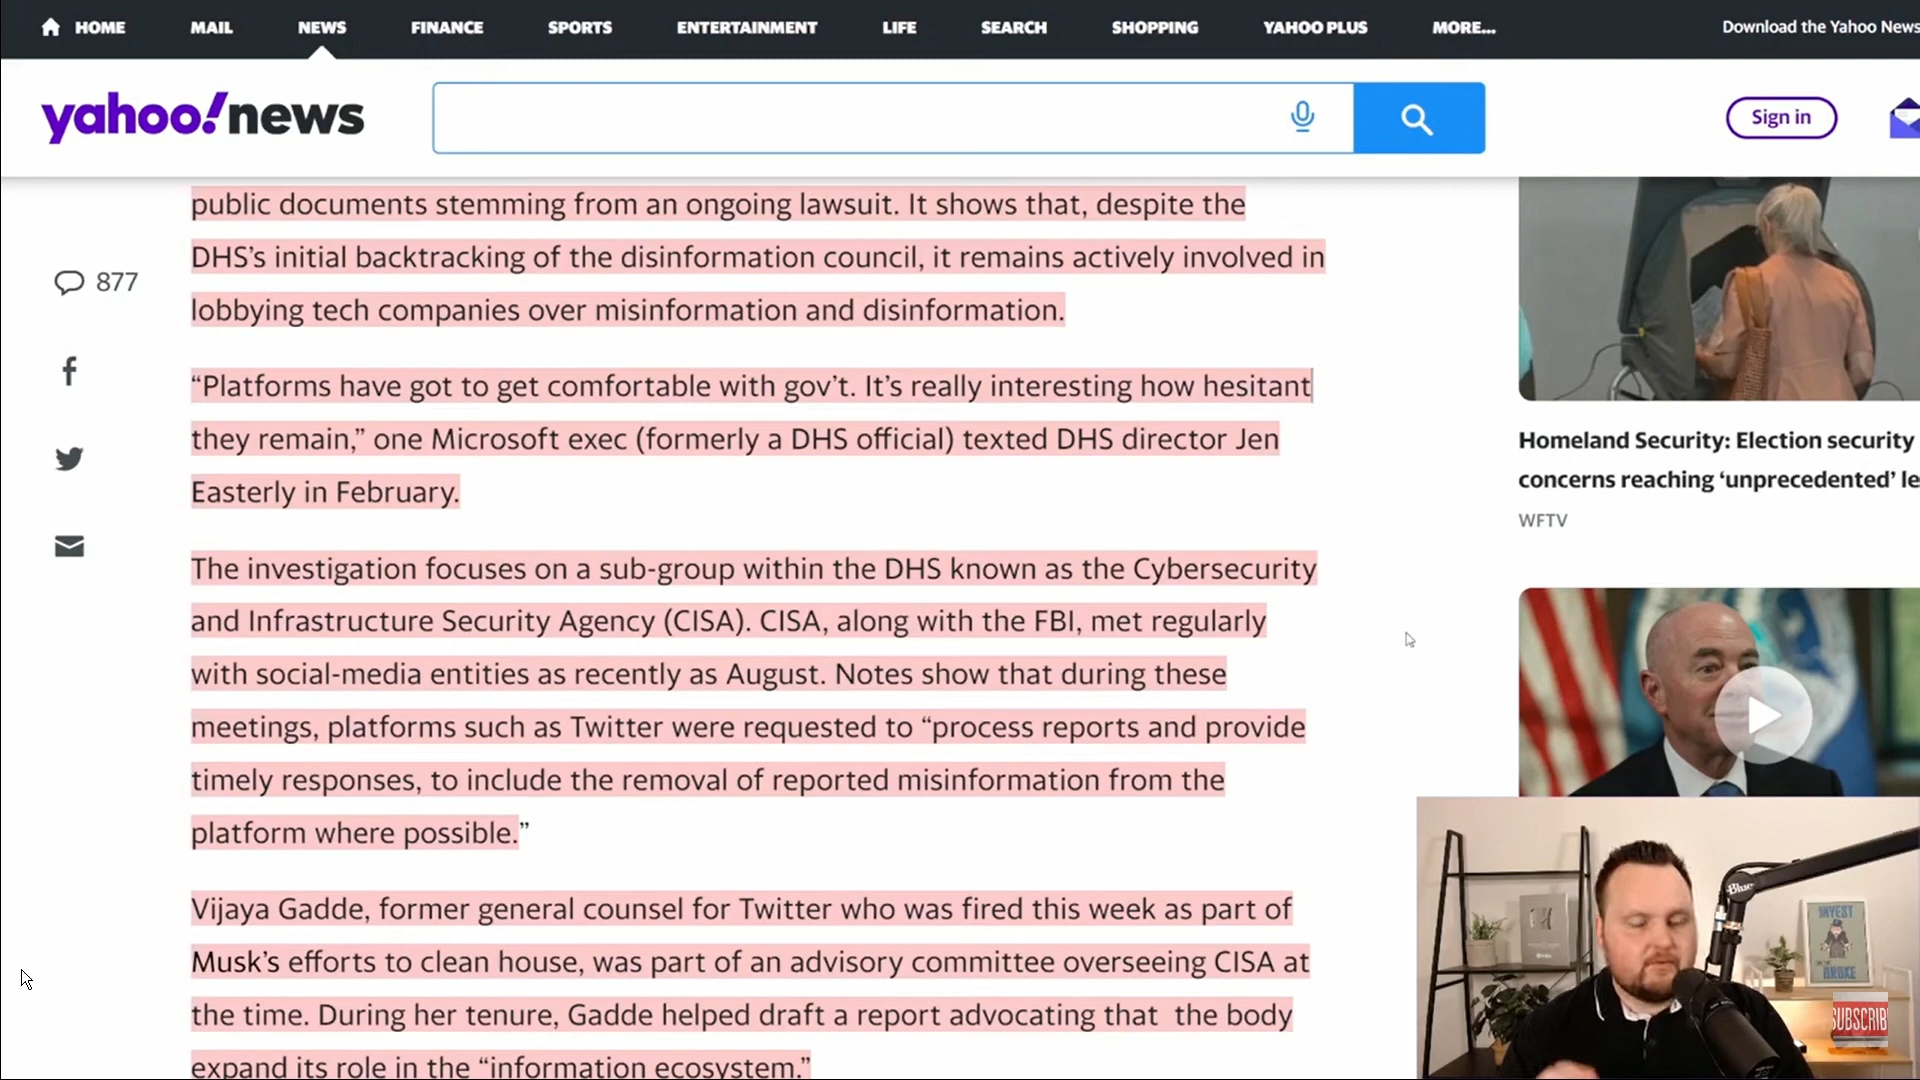 HOME MAIL NEWS FINANCE SPORTS ENTERTAINMENT LIFE SEARCH SHOPPING YAHOO PLUS MORE... Download the Yahoo News
yahoo!news
Sign in
public documents stemming from an ongoing lawsuit. It shows that, despite the
DHS’s initial backtracking of the disinformation council, it remains actively involved in
lobbying tech companies over misinformation and disinformation.
877
“Platforms have got to get comfortable with gov’t. It’s really interesting how hesitant
they remain,” one Microsoft exec (formerly a DHS official) texted DHS director Jen
Easterly in February.
The investigation focuses on a sub-group within the DHS known as the Cybersecurity
and Infrastructure Security Agency (CISA). CISA, along with the FBI, met regularly
with social-media entities as recently as August. Notes show that during these
meetings, platforms such as Twitter were requested to “process reports and provide
timely responses, to include the removal of reported misinformation from the
platform where possible.”
Vijaya Gadde, former general counsel for Twitter who was fired this week as part of
Musk’s efforts to clean house, was part of an advisory committee overseeing CISA at
the time. During her tenure, Gadde helped draft a report advocating that the body
expand its role in the “information ecosystem.”
Homeland Security: Election security
concerns reaching ‘unprecedented’ le
WFTV
Blue
INVEST
BROKE
SUBSCRIB